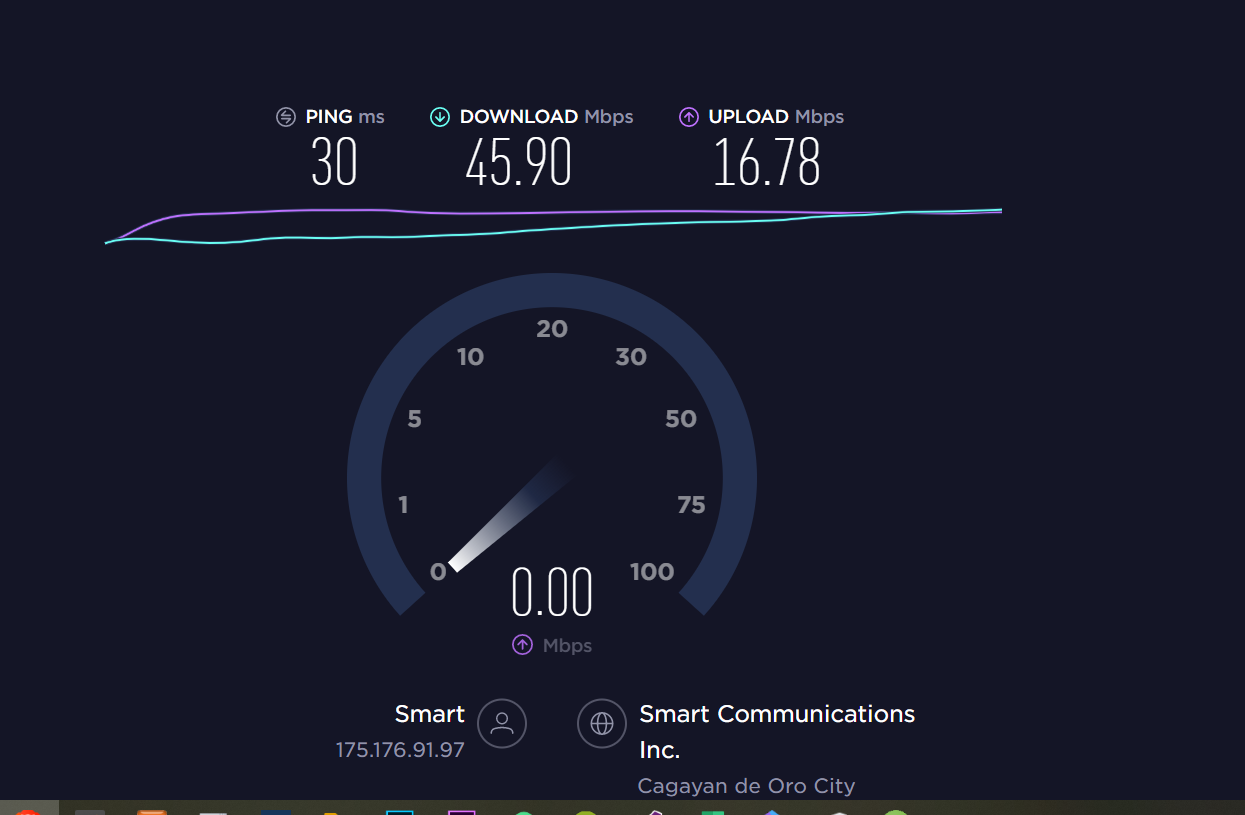 PING ms DOWNLOAD Mbps UPLOAD Mbps
30 45.90 16.78
20
10 30
5 50
1 75
0 100
0.00
Mbps
Smart
175.176.91.97
Smart Communications
Inc.
Cagayan de Oro City